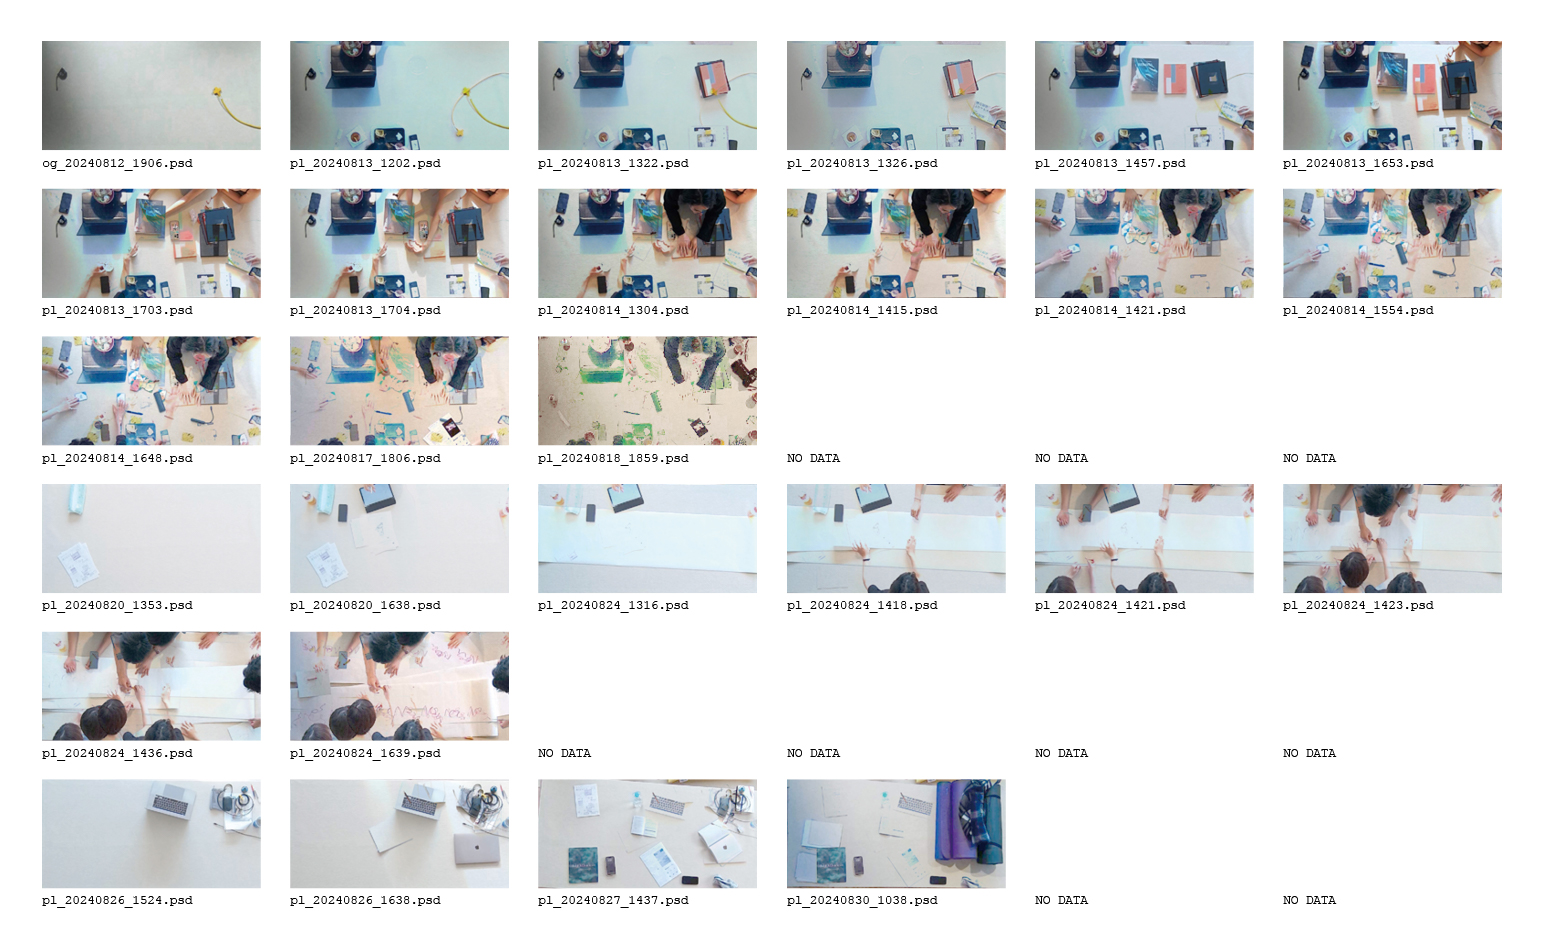 og_20240812_1906.psd
pl_20240813_1202.psd
pl_20240813_1322.psd
pl_20240813_1326.psd
pl_20240813_1457.psd
pl_20240813_1653.psd
pl_20240813_1703.psd
pl_20240813_1704.psd
pl_20240814_1304.psd
pl_20240814_1415.psd
pl_20240814_1421.psd
pl_20240814_1554.psd
pl_20240814_1648.psd
pl_20240817_1806.psd
pl_20240818_1859.psd
NO DATA
NO DATA
NO DATA
pl_20240820_1353.psd
pl_20240820_1638.psd
pl_20240824_1316.psd
pl_20240824_1418.psd
pl_20240824_1421.psd
pl_20240824_1423.psd
pl_20240824_1436.psd
pl_20240824_1639.psd
NO DATA
NO DATA
NO DATA
NO DATA
pl_20240826_1524.psd
pl_20240826_1638.psd
pl_20240827_1437.psd
pl_20240830_1038.psd
NO DATA
NO DATA